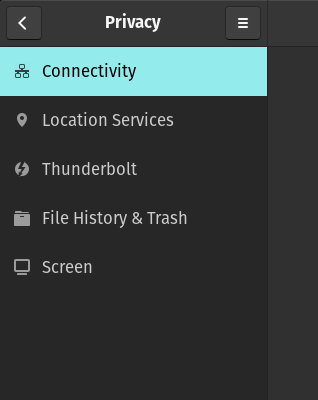 Privacy
Connectivity
Location Services
Thunderbolt
File History & Trash
Screen